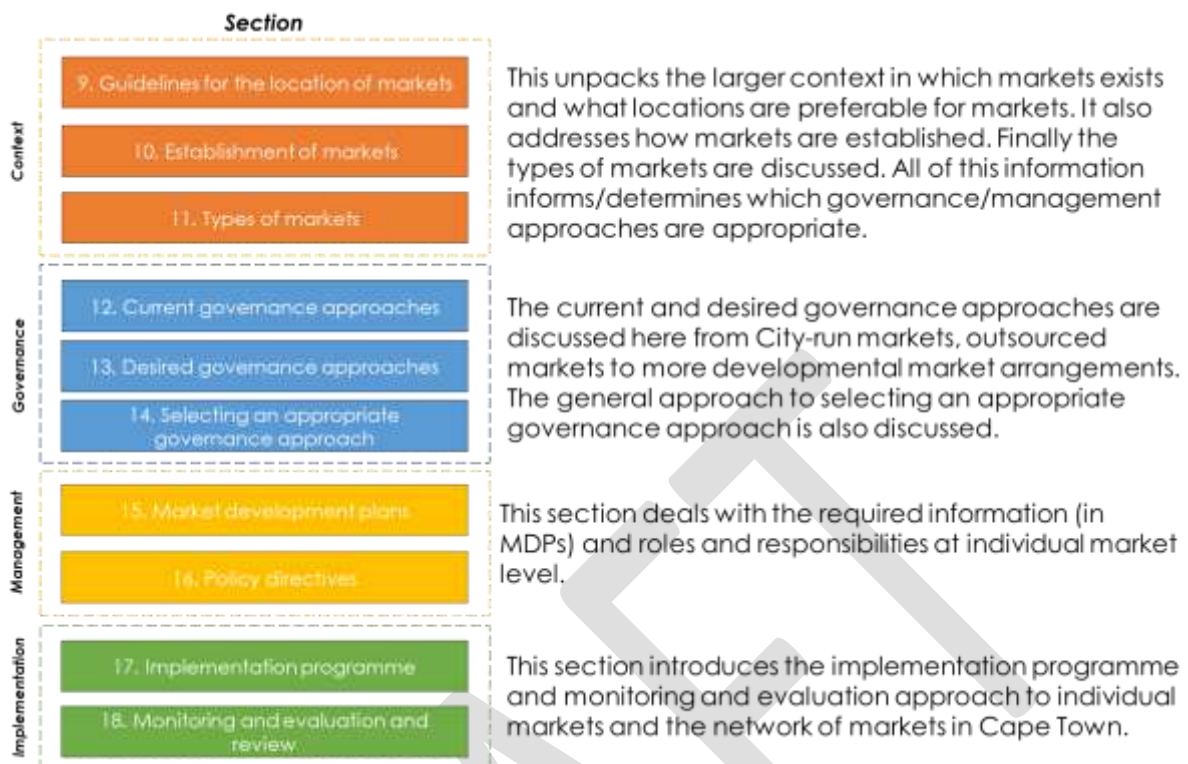 Section
Context
9. Guidelines for the location of markets
10. Establishment of markets
11. Types of markets
This unpacks the larger context in which markets exists
and what locations are preferable for markets. It also
addresses how markets are established. Finally the
types of markets are discussed. All of this information
informs/determines which governance/management
approaches are appropriate.
Governance
12. Current governance approaches
13. Desired governance approaches
14. Selecting an appropriate
governance approach
The current and desired governance approaches are
discussed here from City-run markets, outsourced
markets to more developmental market arrangements.
The general approach to selecting an appropriate
governance approach is also discussed.
Management
15. Market development plans
16. Policy directives
This section deals with the required information (in
MDPs) and roles and responsibilities at individual market
level.
Implementation
17. Implementation programme
18. Monitoring and evaluation and
review
This section introduces the implementation programme
and monitoring and evaluation approach to individual
markets and the network of markets in Cape Town.